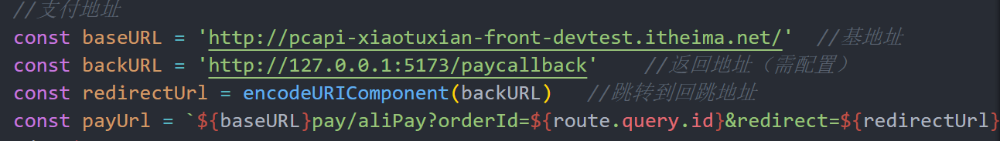 //支付地址
const baseURL = 'http://pcapi-xiaotuxian-front-devtest.itheima.net/' //基地址
const backURL = 'http://127.0.0.1:5173/paycallback' //返回地址（需配置）
const redirectUrl = encodeURIComponent(backURL) //跳转到回跳地址
const payUrl = `${baseURL}pay/aliPay?orderId=${route.query.id}&redirect=${redirectUrl}